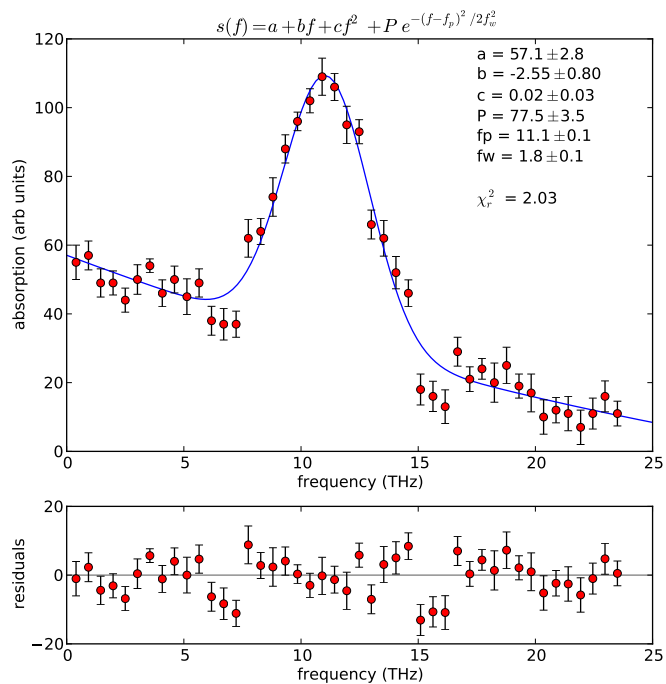 s(f) = a + bf + cf² + P e^{-(f-f_p)²/2f_w²}
120
100
80
60
40
20
0
absorption (arb units)
a = 57.1±2.8
b = -2.55±0.80
c = 0.02±0.03
P = 77.5±3.5
fp = 11.1±0.1
fw = 1.8±0.1
χ_r² = 2.03
0 5 10 15 20 25
frequency (THz)
20
0
−20
residuals
0 5 10 15 20 25
frequency (THz)